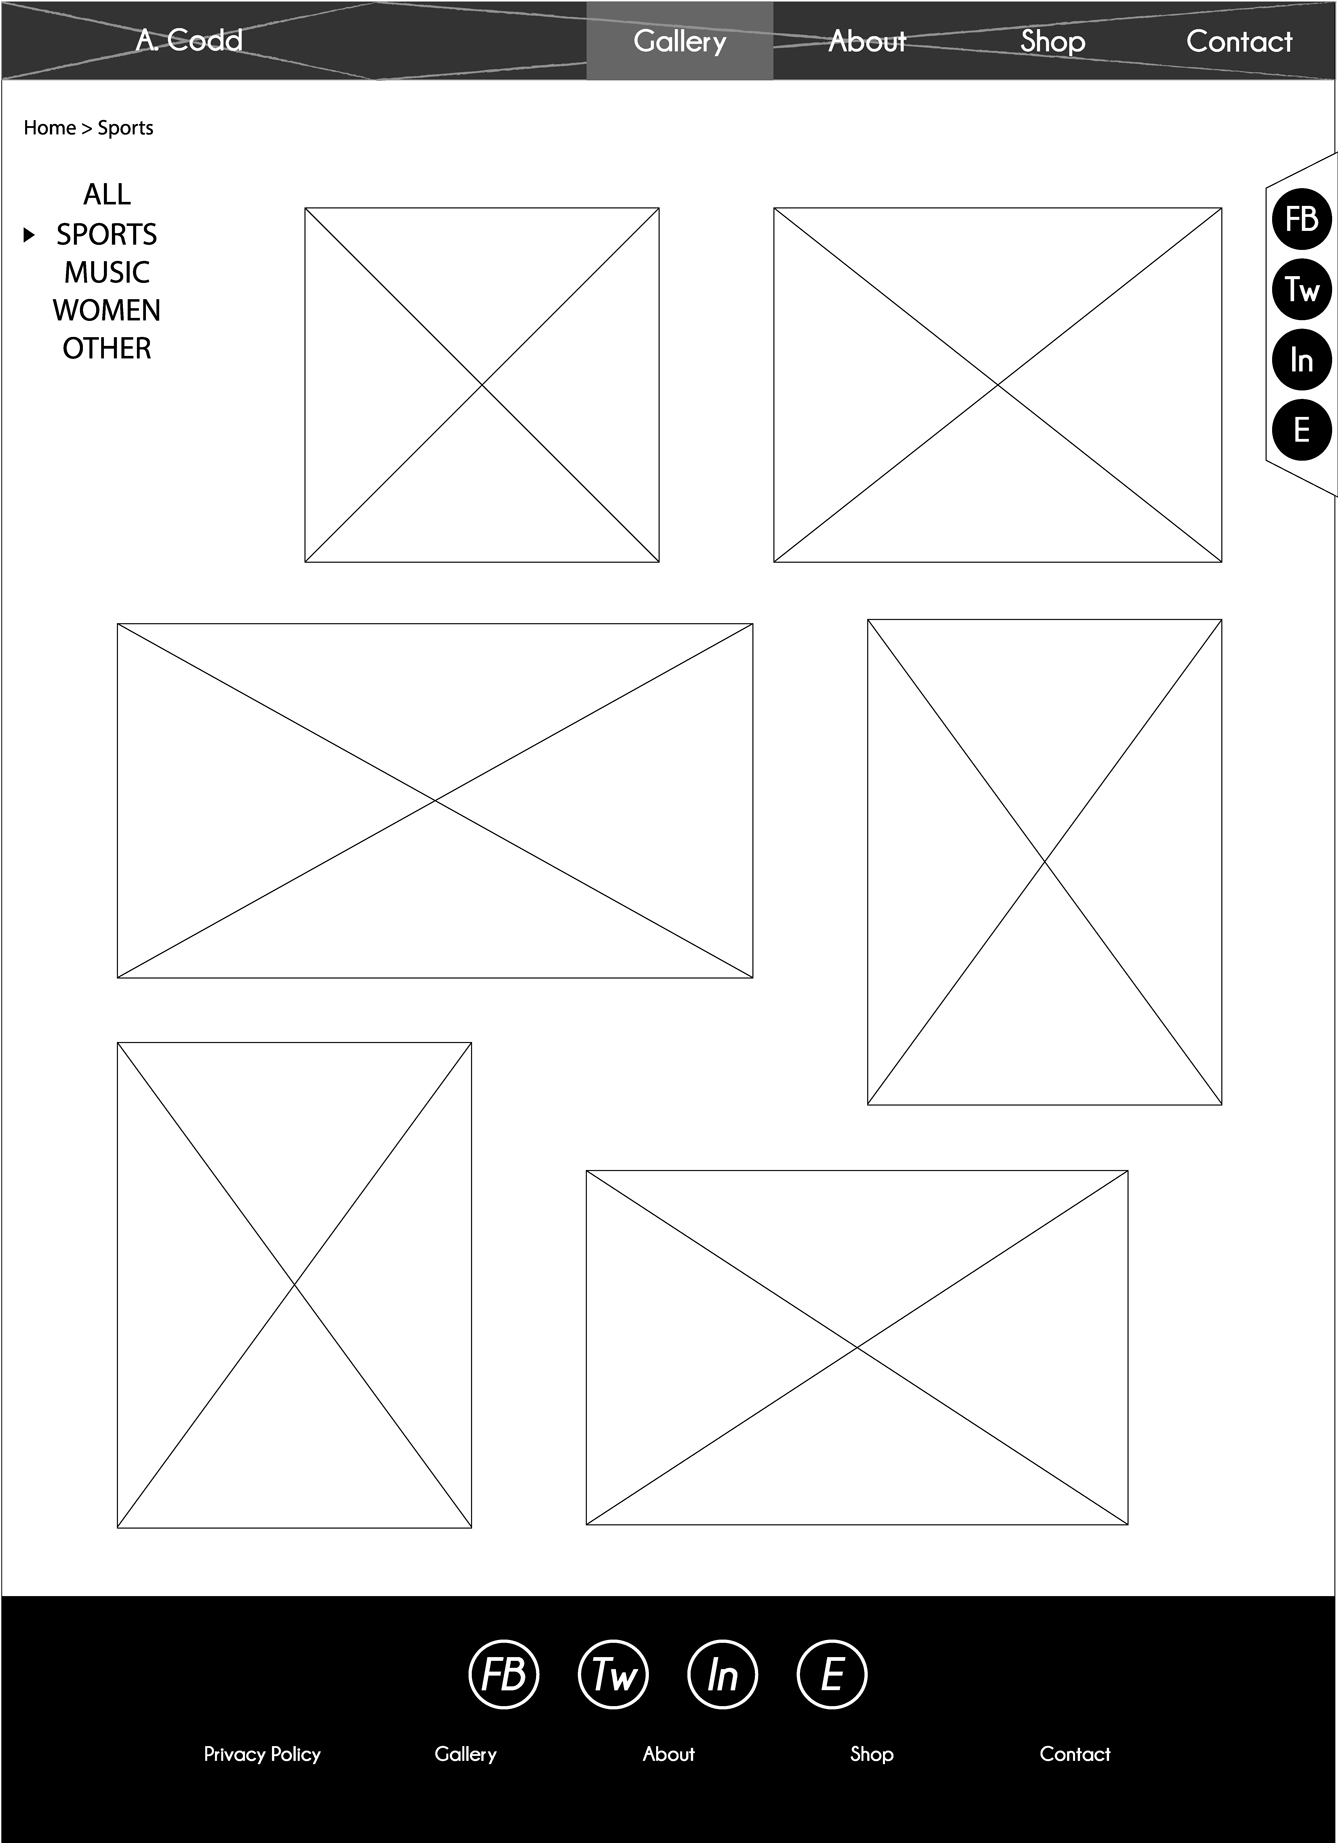 A. Codd Gallery About Shop Contact
Home > Sports
ALL
SPORTS
MUSIC
WOMEN
OTHER
FB
Tw
In
E
FB Tw In E
Privacy Policy Gallery About Shop Contact